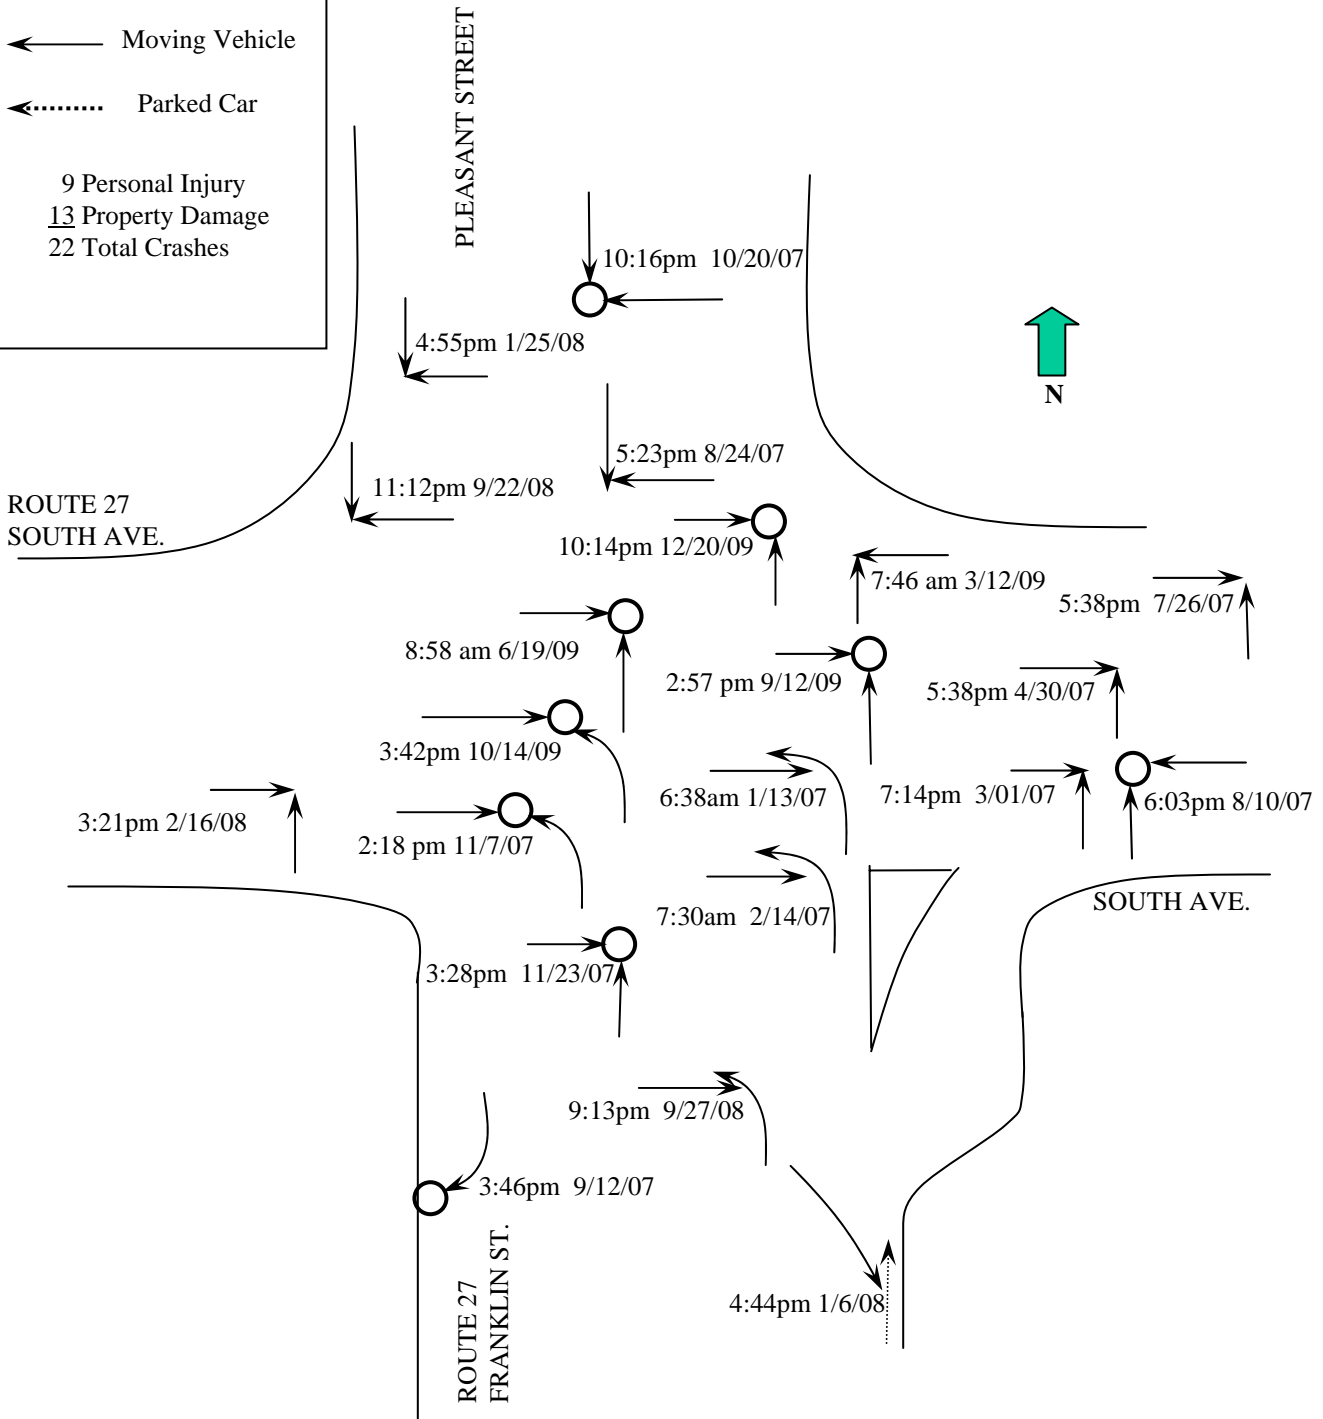 Moving Vehicle
Parked Car
9 Personal Injury
13 Property Damage
22 Total Crashes
PLEASANT STREET
10:16pm 10/20/07
4:55pm 1/25/08
N
5:23pm 8/24/07
11:12pm 9/22/08
ROUTE 27
SOUTH AVE.
10:14pm 12/20/09
7:46 am 3/12/09
5:38pm 7/26/07
8:58 am 6/19/09
2:57 pm 9/12/09
5:38pm 4/30/07
3:42pm 10/14/09
6:38am 1/13/07
7:14pm 3/01/07
6:03pm 8/10/07
3:21pm 2/16/08
2:18 pm 11/7/07
7:30am 2/14/07
SOUTH AVE.
3:28pm 11/23/07
9:13pm 9/27/08
3:46pm 9/12/07
ROUTE 27
FRANKLIN ST.
4:44pm 1/6/08